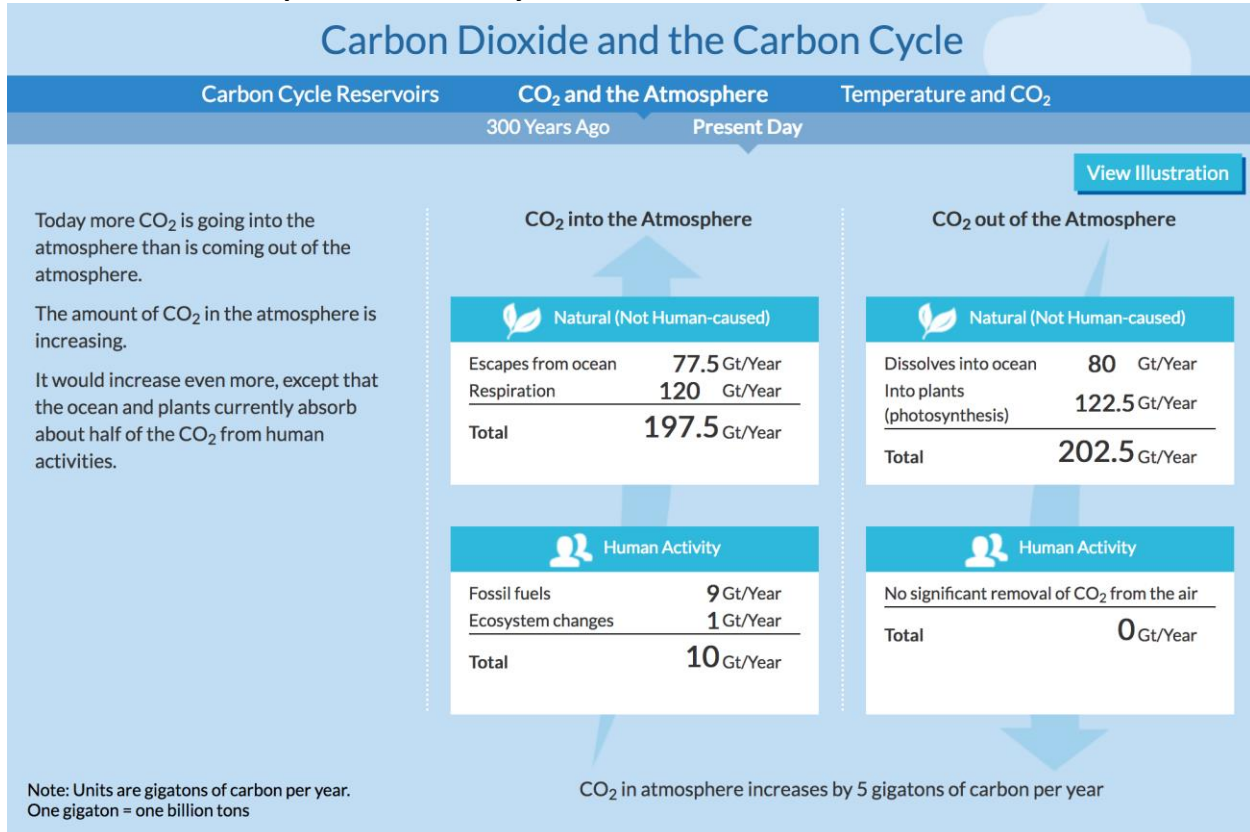 Carbon Dioxide and the Carbon Cycle
Carbon Cycle Reservoirs CO₂ and the Atmosphere Temperature and CO₂
300 Years Ago Present Day
View Illustration
Today more CO₂ is going into the
atmosphere than is coming out of the
atmosphere.
The amount of CO₂ in the atmosphere is
increasing.
It would increase even more, except that
the ocean and plants currently absorb
about half of the CO₂ from human
activities.
CO₂ into the Atmosphere
Natural (Not Human-caused)
Escapes from ocean 77.5 Gt/Year
Respiration 120 Gt/Year
Total 197.5 Gt/Year
Human Activity
Fossil fuels 9 Gt/Year
Ecosystem changes 1 Gt/Year
Total 10 Gt/Year
CO₂ out of the Atmosphere
Natural (Not Human-caused)
Dissolves into ocean 80 Gt/Year
Into plants
(photosynthesis) 122.5 Gt/Year
Total 202.5 Gt/Year
Human Activity
No significant removal of CO₂ from the air
Total 0 Gt/Year
Note: Units are gigatons of carbon per year.
One gigaton = one billion tons
CO₂ in atmosphere increases by 5 gigatons of carbon per year